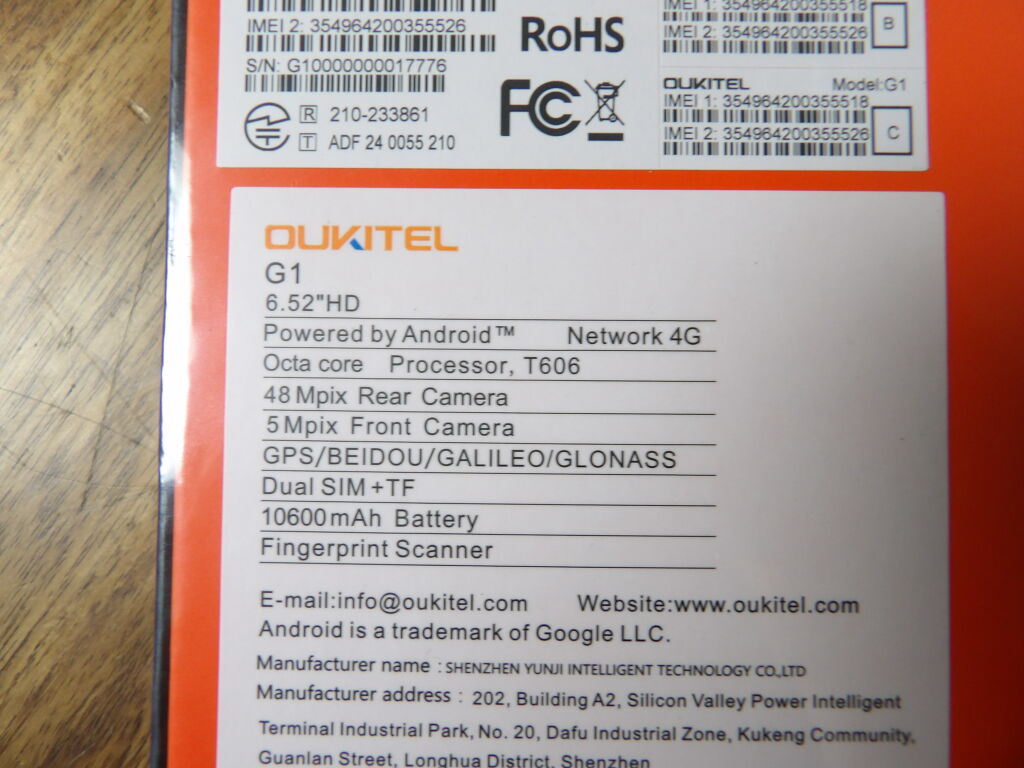 IMEI 2: 354964200355526
S/N: G10000000017776
R 210-233861
T ADF 24 0055 210
RoHS
FC
IMEI 1: 354964200355518
IMEI 2: 354964200355526
B
OUKITEL Model:G1
IMEI 1: 354964200355518
IMEI 2: 354964200355526
C
OUKITEL
G1
6.52"HD
Powered by Android™ Network 4G
Octa core Processor, T606
48 Mpix Rear Camera
5 Mpix Front Camera
GPS/BEIDOU/GALILEO/GLONASS
Dual SIM+TF
10600mAh Battery
Fingerprint Scanner
E-mail:info@oukitel.com Website:www.oukitel.com
Android is a trademark of Google LLC.
Manufacturer name : SHENZHEN YUNJI INTELLIGENT TECHNOLOGY CO.,LTD
Manufacturer address : 202, Building A2, Silicon Valley Power Intelligent
Terminal Industrial Park, No. 20, Dafu Industrial Zone, Kukeng Community,
Guanlan Street, Longhua District, Shenzhen